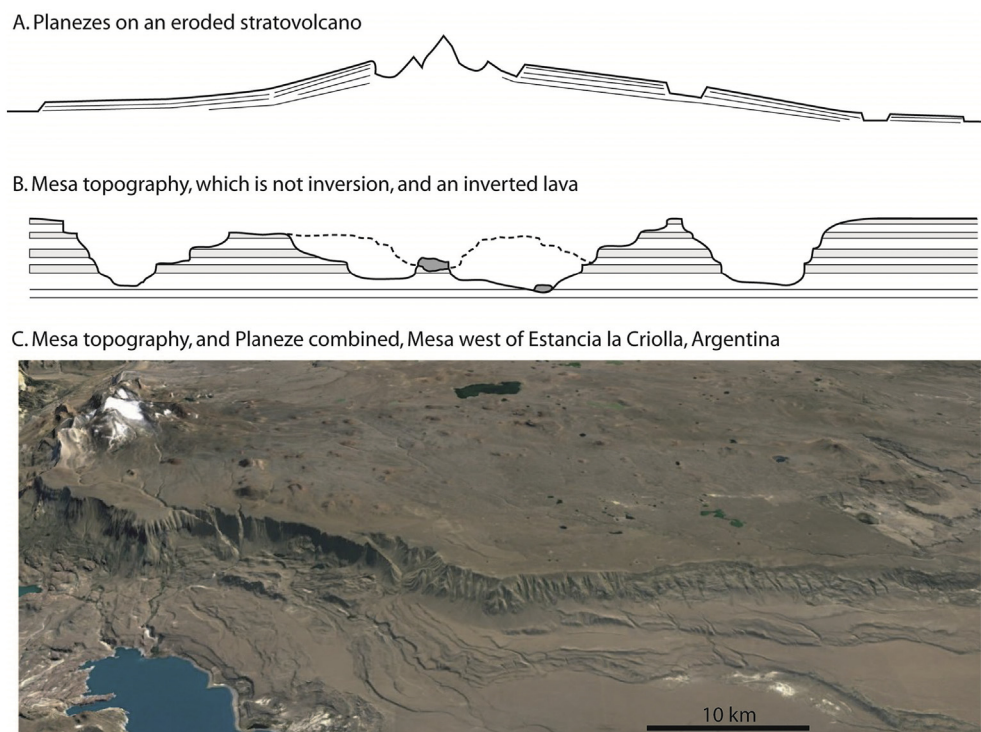 A. Planezes on an eroded stratovolcano
B. Mesa topography, which is not inversion, and an inverted lava
C. Mesa topography, and Planeze combined, Mesa west of Estancia la Criolla, Argentina
10 km